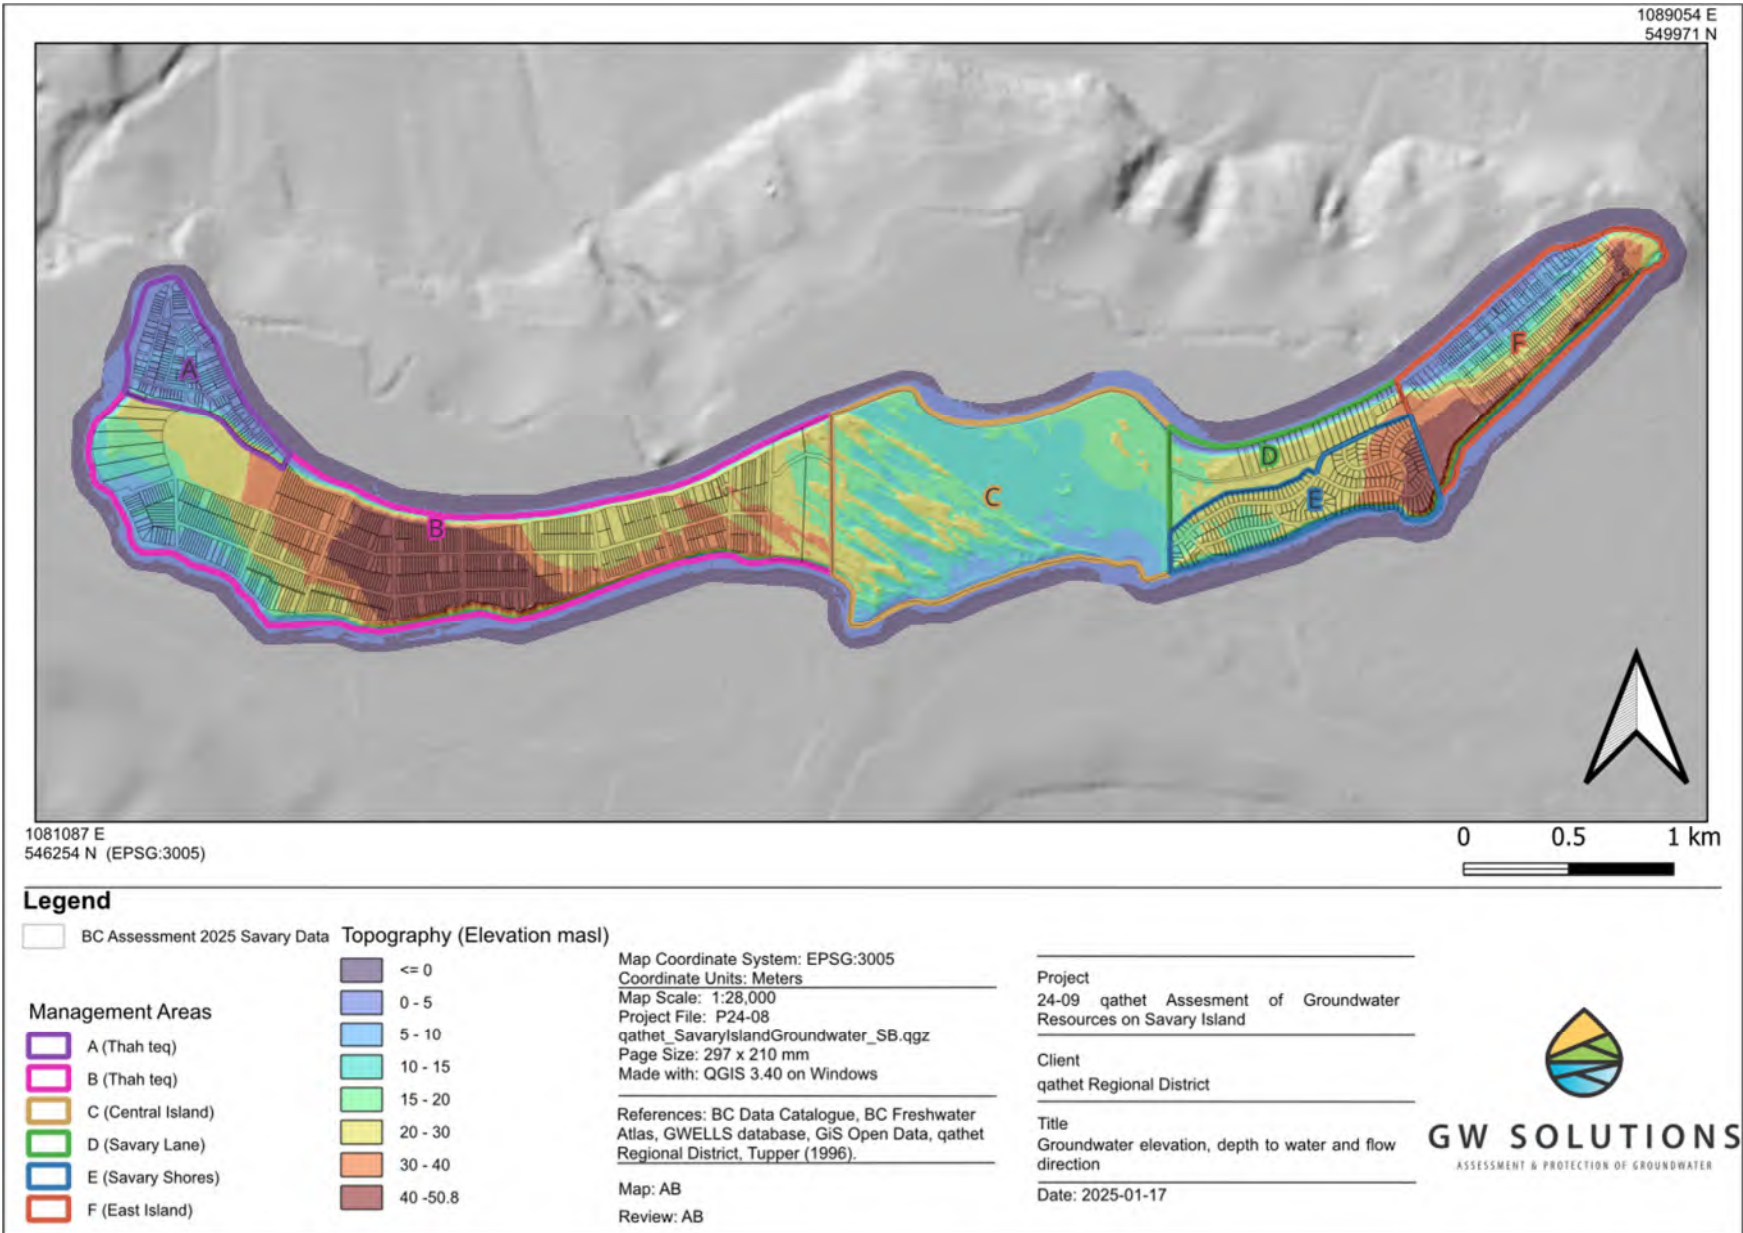 1089054 E
549971 N
A
B
C
D
E
F
1081087 E
546254 N (EPSG:3005)
0 0.5 1 km
Legend
BC Assessment 2025 Savary Data
Management Areas
A (Thah teq)
B (Thah teq)
C (Central Island)
D (Savary Lane)
E (Savary Shores)
F (East Island)
Topography (Elevation masl)
<= 0
0 - 5
5 - 10
10 - 15
15 - 20
20 - 30
30 - 40
40 -50.8
Map Coordinate System: EPSG:3005
Coordinate Units: Meters
Map Scale: 1:28,000
Project File: P24-08
qathet_SavaryIslandGroundwater_SB.qgz
Page Size: 297 x 210 mm
Made with: QGIS 3.40 on Windows
References: BC Data Catalogue, BC Freshwater
Atlas, GWELLS database, GiS Open Data, qathet
Regional District, Tupper (1996).
Map: AB
Review: AB
Project
24-09 qathet Assesment of Groundwater
Resources on Savary Island
Client
qathet Regional District
Title
Groundwater elevation, depth to water and flow
direction
Date: 2025-01-17
GW SOLUTIONS
ASSESSMENT & PROTECTION OF GROUNDWATER